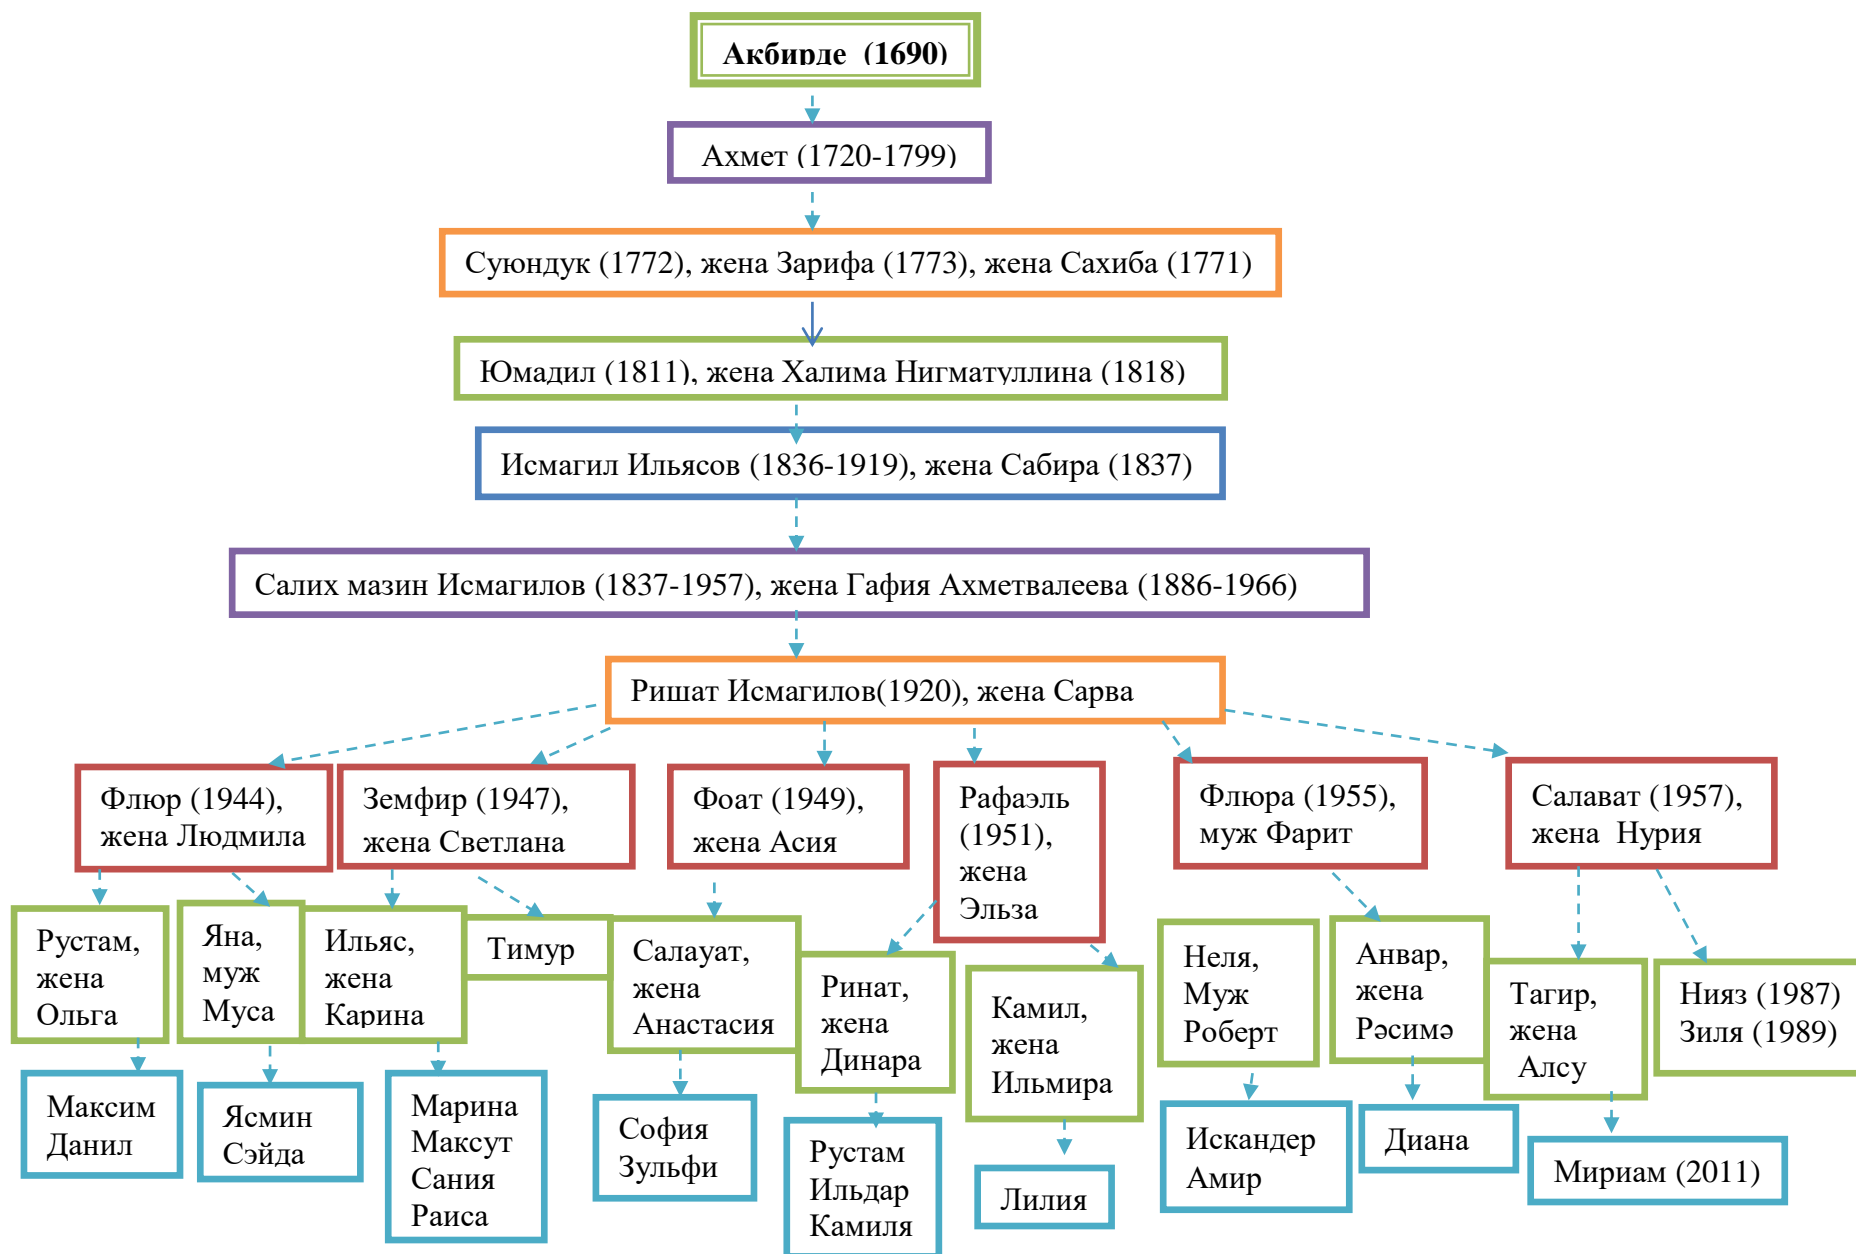 Акбирде (1690)
Ахмет (1720-1799)
Суюндук (1772), жена Зарифа (1773), жена Сахиба (1771)
Юмадил (1811), жена Халима Нигматуллина (1818)
Исмагил Ильясов (1836-1919), жена Сабира (1837)
Салих мазин Исмагилов (1837-1957), жена Гафия Ахметвалеева (1886-1966)
Ришат Исмагилов(1920), жена Сарва
Флюр (1944),
жена Людмила
Земфир (1947),
жена Светлана
Фоат (1949),
жена Асия
Рафаэль
(1951),
жена
Эльза
Флюра (1955),
муж Фарит
Салават (1957),
жена Нурия
Рустам,
жена
Ольга
Яна,
муж
Муса
Ильяс,
жена
Карина
Тимур
Салауат,
жена
Анастасия
Ринат,
жена
Динара
Камил,
жена
Ильмира
Неля,
Муж
Роберт
Анвар,
жена
Рәсимә
Тагир,
жена
Алсу
Нияз (1987)
Зиля (1989)
Максим
Данил
Ясмин
Сэйда
Марина
Максут
Сания
Раиса
София
Зульфи
Рустам
Ильдар
Камиля
Лилия
Искандер
Амир
Диана
Мириам (2011)